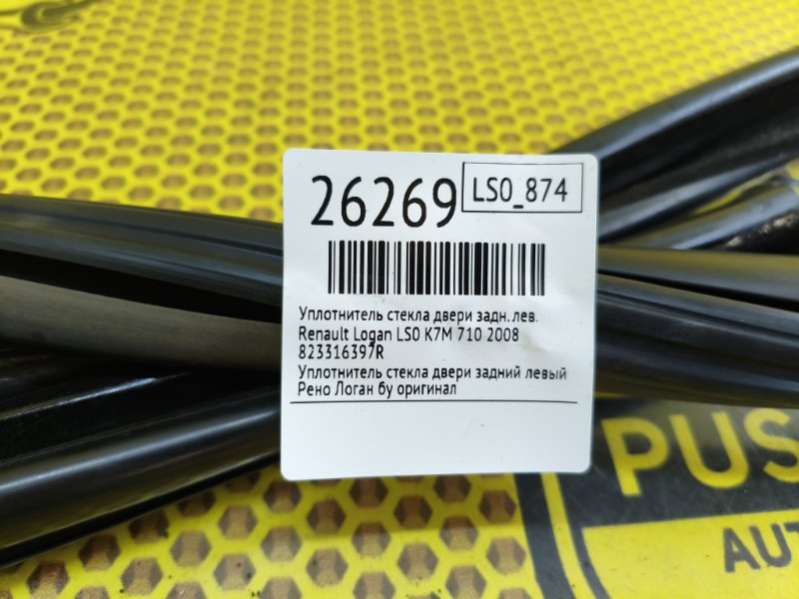 26269
LS0_874
Уплотнитель стекла двери задн. лев.
Renault Logan LS0 K7M 710 2008
823316397R
Уплотнитель стекла двери задний левый
Рено Логан бу оригинал
PUS
AUT